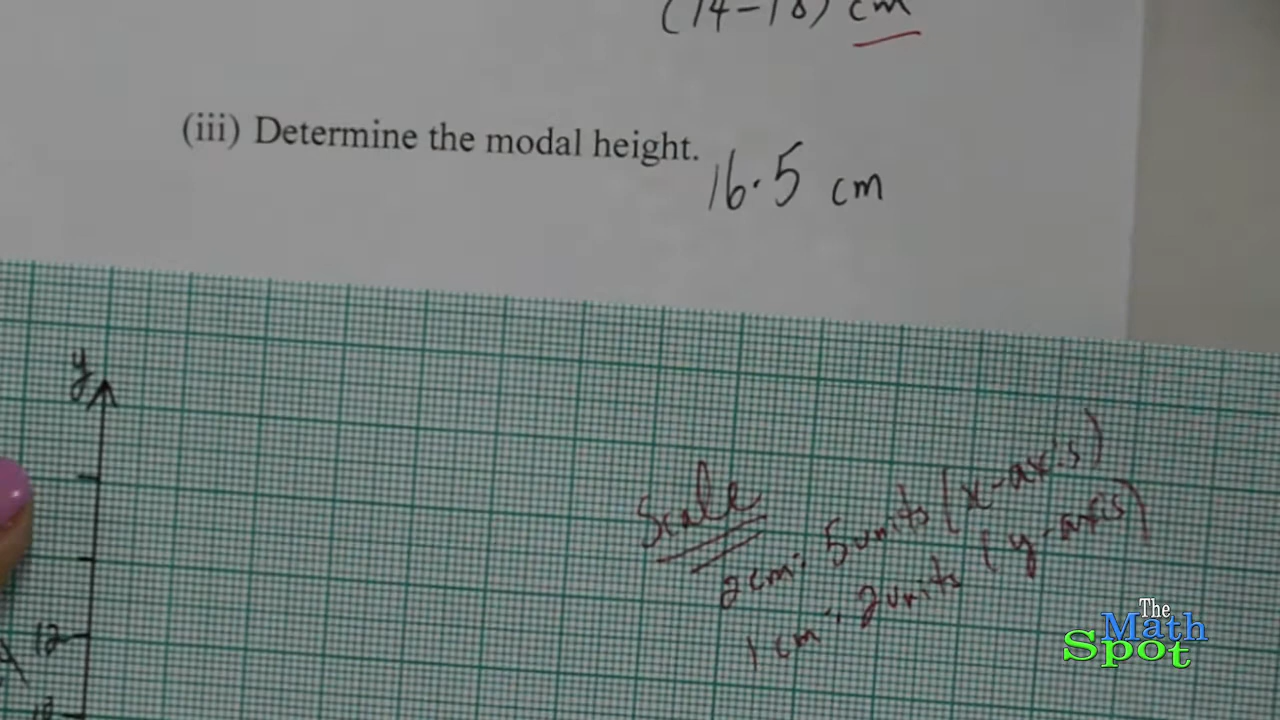 (14-18) cm
(iii) Determine the modal height.
16.5 cm
y
Scale
2cm: 5units (x-axis)
1cm: 2units (y-axis)
12
The
Math
Spot